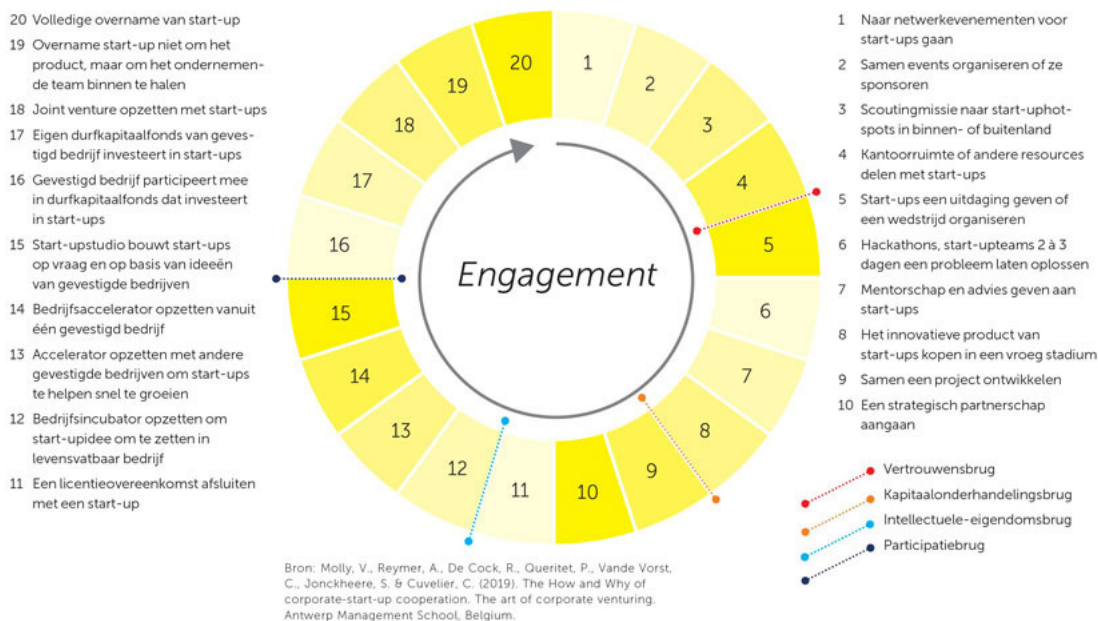 20 Volledige overname van start-up
19 Overname start-up niet om het
product, maar om het ondernemen-
de team binnen te halen
18 Joint venture opzetten met start-ups
17 Eigen durfkapitaalfonds van geves-
tigd bedrijf investeert in start-ups
16 Gevestigd bedrijf participeert mee
in durfkapitaalfonds dat investeert
in start-ups
15 Start-upstudio bouwt start-ups
op vraag en op basis van ideeën
van gevestigde bedrijven
14 Bedrijfsaccelerator opzetten vanuit
één gevestigd bedrijf
13 Accelerator opzetten met andere
gevestigde bedrijven om start-ups
te helpen snel te groeien
12 Bedrijfsincubator opzetten om
start-upidee om te zetten in
levensvatbaar bedrijf
11 Een licentieovereenkomst afsluiten
met een start-up
1
2
3
4
5
6
7
8
9
10
11
12
13
14
15
16
17
18
19
20
Engagement
1 Naar netwerkevenementen voor
start-ups gaan
2 Samen events organiseren of ze
sponsoren
3 Scoutingmissie naar start-uphot-
spots in binnen- of buitenland
4 Kantoorruimte of andere resources
delen met start-ups
5 Start-ups een uitdaging geven of
een wedstrijd organiseren
6 Hackathons, start-upteams 2 à 3
dagen een probleem laten oplossen
7 Mentorschap en advies geven aan
start-ups
8 Het innovatieve product van
start-ups kopen in een vroeg stadium
9 Samen een project ontwikkelen
10 Een strategisch partnerschap
aangaan
Vertrouwensbrug
Kapitaalonderhandelingsbrug
Intellectuele-eigendomsbrug
Participatiebrug
Bron: Molly, V., Reymer, A., De Cock, R., Queritet, P., Vande Vorst,
C., Jonckheere, S. & Cuvelier, C. (2019). The How and Why of
corporate-start-up cooperation. The art of corporate venturing.
Antwerp Management School, Belgium.